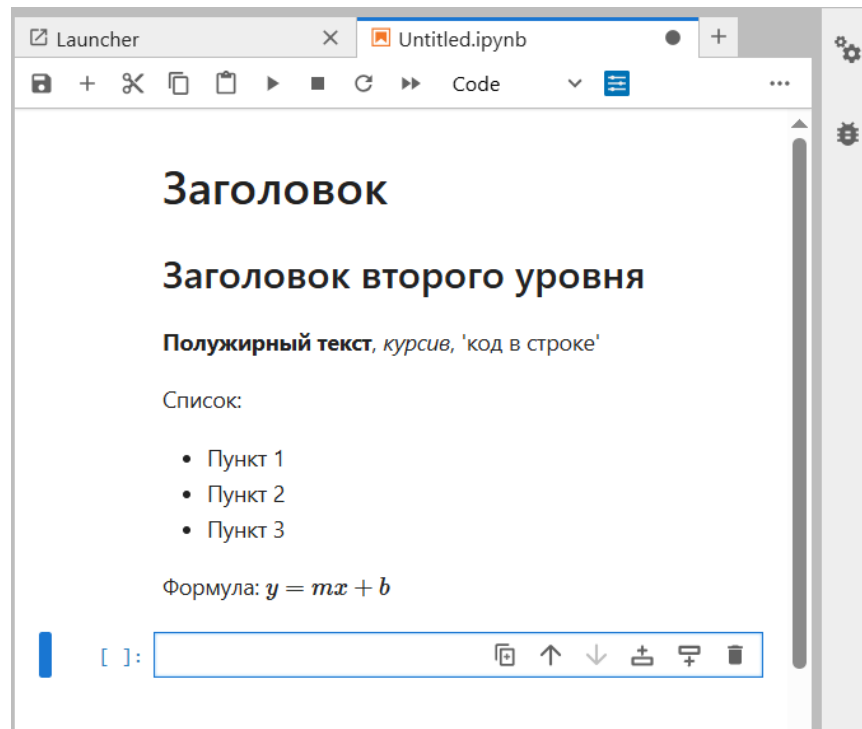 Launcher
Untitled.ipynb
Code
Заголовок
Заголовок второго уровня
Полужирный текст, курсив, 'код в строке'
Список:
• Пункт 1
• Пункт 2
• Пункт 3
Формула: y = mx + b
[ ]: